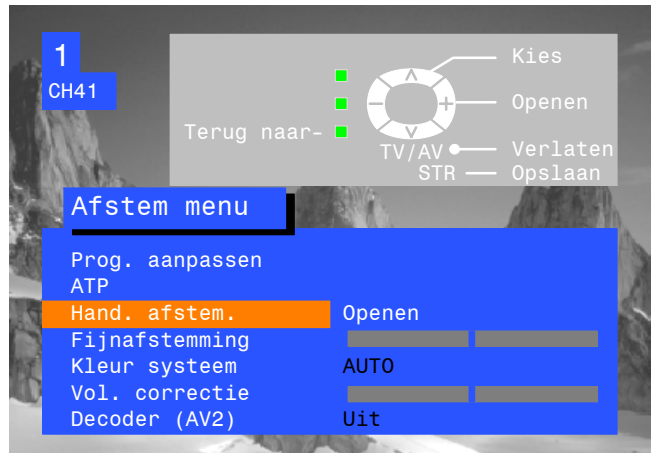 1
CH41
Kies
Openen
Terug naar-
TV/AV
Verlaten
STR
Opslaan
Afstem menu
Prog. aanpassen
ATP
Hand. afstem. Openen
Fijnafstemming
Kleur systeem AUTO
Vol. correctie
Decoder (AV2) Uit